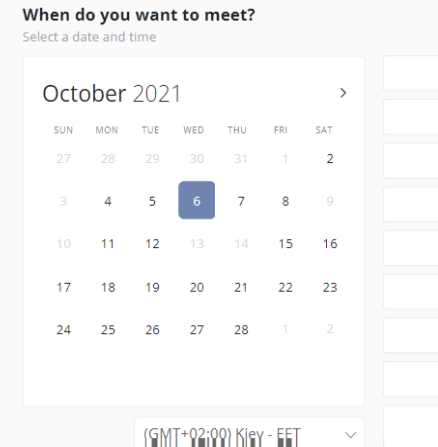 When do you want to meet?
Select a date and time
October 2021
SUN MON TUE WED THU FRI SAT
27 28 29 30 31 1 2
3 4 5 6 7 8 9
10 11 12 13 14 15 16
17 18 19 20 21 22 23
24 25 26 27 28 1 2
(GMT+02:00) Kiev - EET